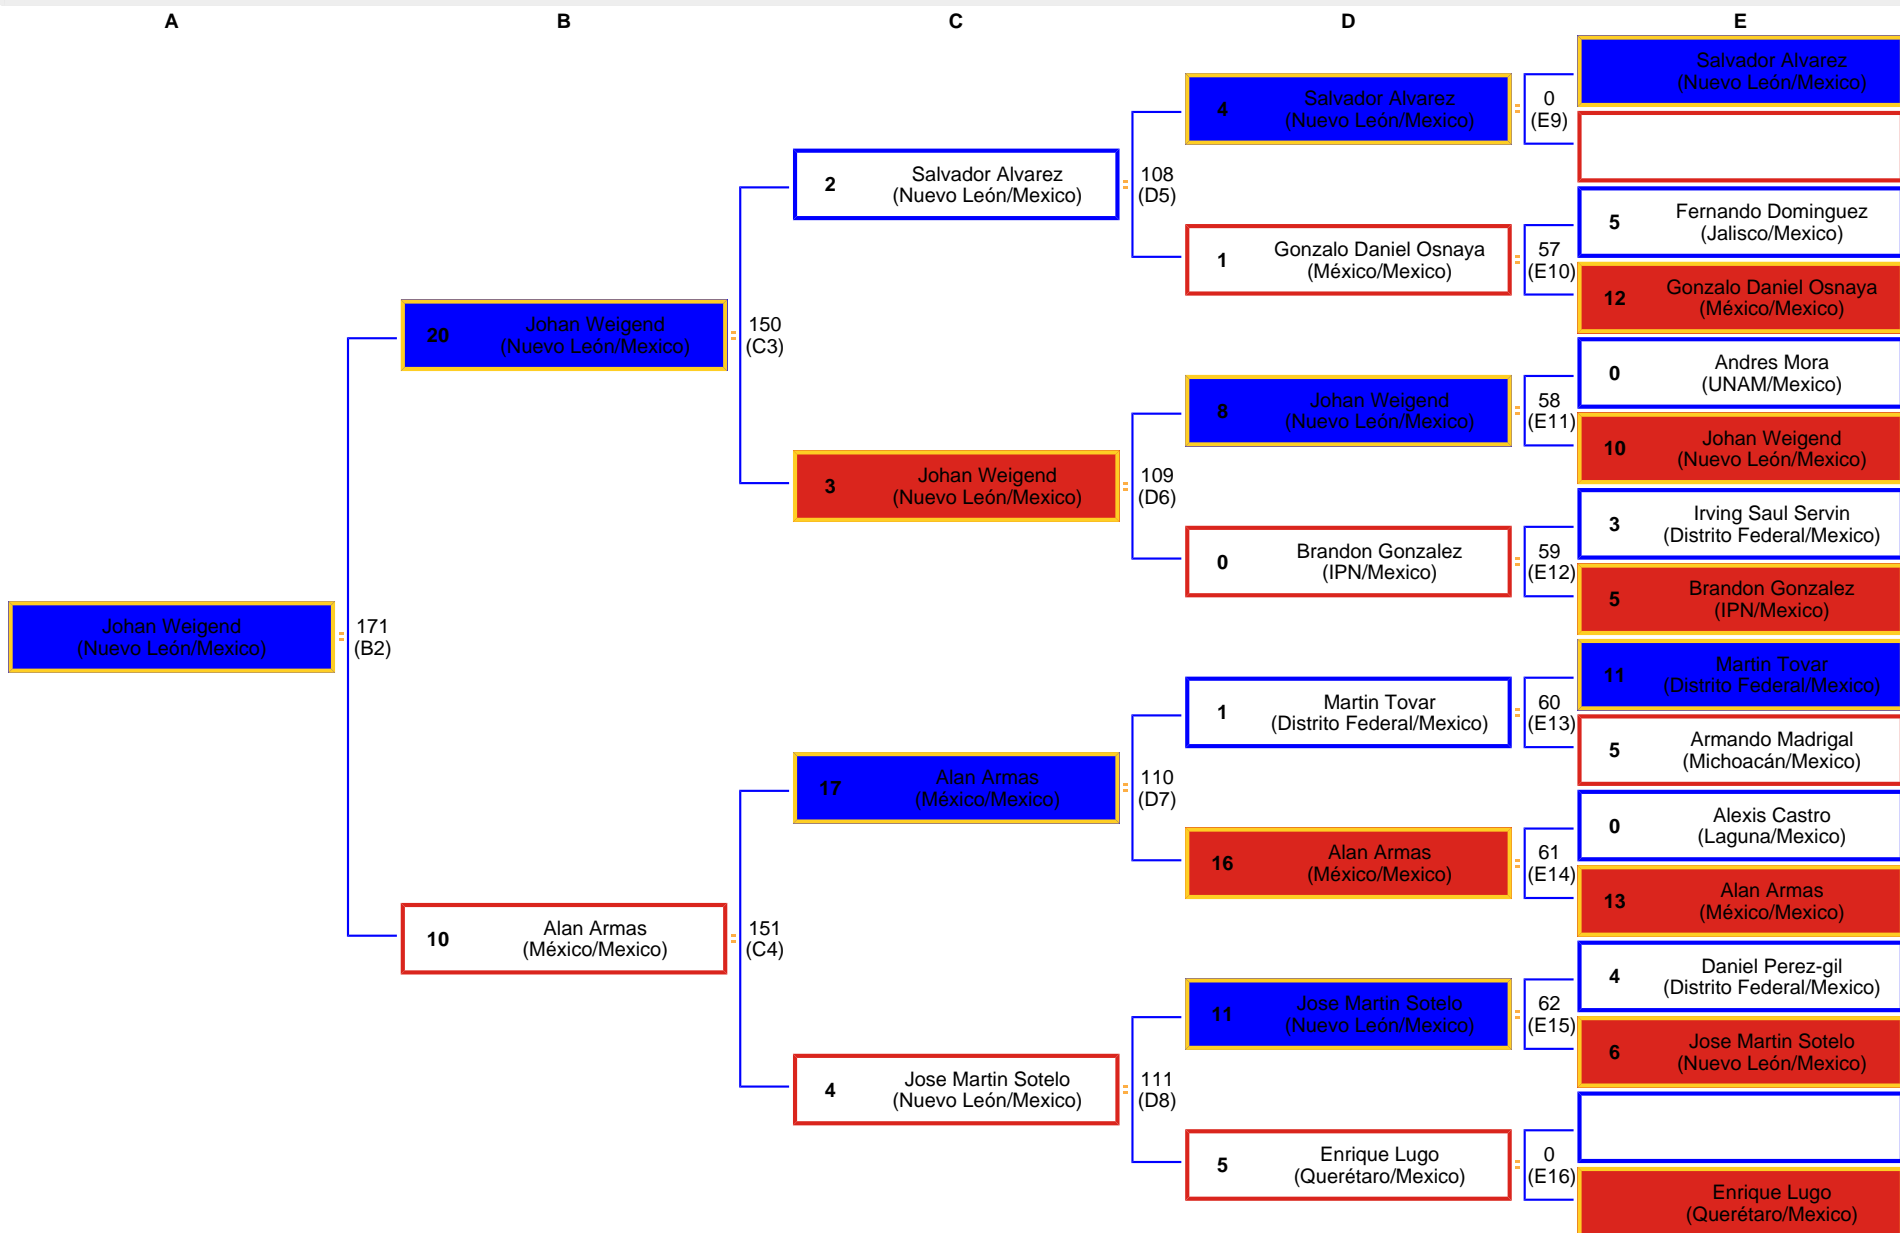 A
B
C
D
E
Johan Weigend
(Nuevo León/Mexico)
171
(B2)
20
Johan Weigend
(Nuevo León/Mexico)
150
(C3)
10
Alan Armas
(México/Mexico)
151
(C4)
2
Salvador Alvarez
(Nuevo León/Mexico)
108
(D5)
3
Johan Weigend
(Nuevo León/Mexico)
109
(D6)
17
Alan Armas
(México/Mexico)
110
(D7)
4
Jose Martin Sotelo
(Nuevo León/Mexico)
111
(D8)
4
Salvador Alvarez
(Nuevo León/Mexico)
0
(E9)
1
Gonzalo Daniel Osnaya
(México/Mexico)
57
(E10)
8
Johan Weigend
(Nuevo León/Mexico)
58
(E11)
0
Brandon Gonzalez
(IPN/Mexico)
59
(E12)
1
Martin Tovar
(Distrito Federal/Mexico)
60
(E13)
16
Alan Armas
(México/Mexico)
61
(E14)
11
Jose Martin Sotelo
(Nuevo León/Mexico)
62
(E15)
5
Enrique Lugo
(Querétaro/Mexico)
0
(E16)
Salvador Alvarez
(Nuevo León/Mexico)
5
Fernando Dominguez
(Jalisco/Mexico)
12
Gonzalo Daniel Osnaya
(México/Mexico)
0
Andres Mora
(UNAM/Mexico)
10
Johan Weigend
(Nuevo León/Mexico)
3
Irving Saul Servin
(Distrito Federal/Mexico)
5
Brandon Gonzalez
(IPN/Mexico)
11
Martin Tovar
(Distrito Federal/Mexico)
5
Armando Madrigal
(Michoacán/Mexico)
0
Alexis Castro
(Laguna/Mexico)
13
Alan Armas
(México/Mexico)
4
Daniel Perez-gil
(Distrito Federal/Mexico)
6
Jose Martin Sotelo
(Nuevo León/Mexico)
Enrique Lugo
(Querétaro/Mexico)